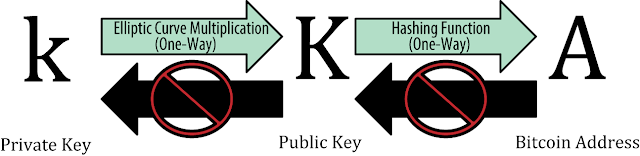 k
Elliptic Curve Multiplication
(One-Way)
K
Hashing Function
(One-Way)
A
Private Key
Public Key
Bitcoin Address